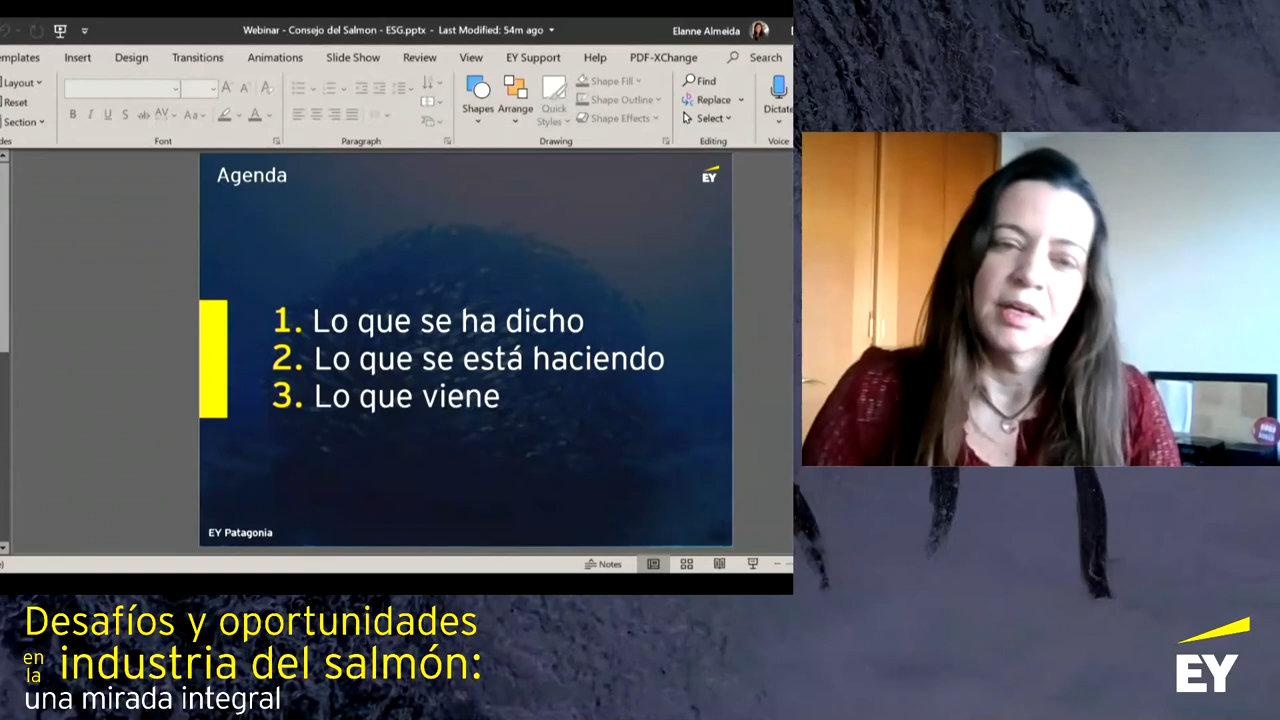 Webinar - Consejo del Salmon - ESG.pptx - Last Modified: 54m ago
Elanne Almeida
mplates Insert Design Transitions Animations Slide Show Review View EY Support Help PDF-XChange Search
Layout
Reset
Section
Font
Paragraph
Shapes
Arrange
Quick
Styles
Shape Fill
Shape Outline
Shape Effects
Drawing
Find
Replace
Select
Editing
Dictate
Voice
Agenda
EY
1. Lo que se ha dicho
2. Lo que se está haciendo
3. Lo que viene
EY Patagonia
Notes
Desafíos y oportunidades
en la industria del salmón:
una mirada integral
EY